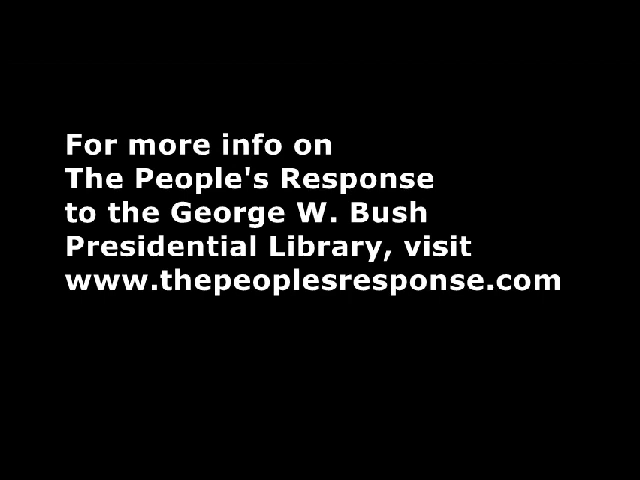 For more info on
The People's Response
to the George W. Bush
Presidential Library, visit
www.thepeoplesresponse.com